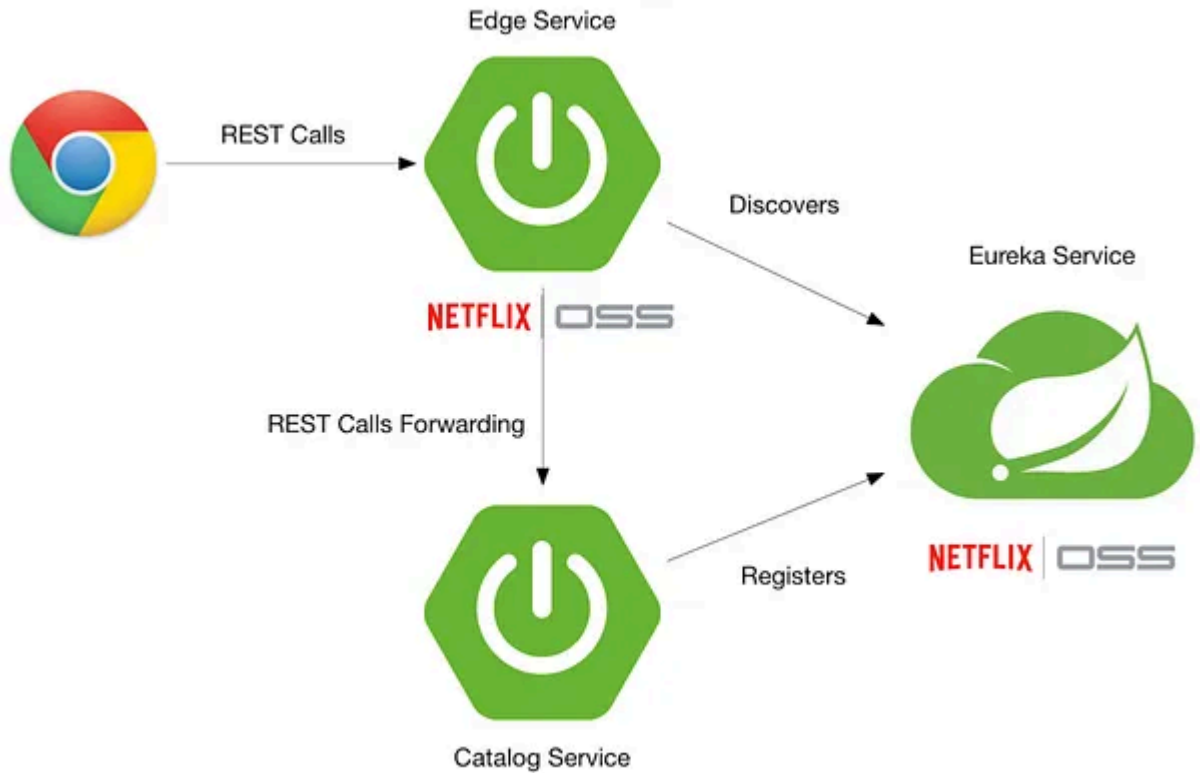 Edge Service
REST Calls
Discovers
Eureka Service
NETFLIX OSS
REST Calls Forwarding
NETFLIX OSS
Registers
Catalog Service